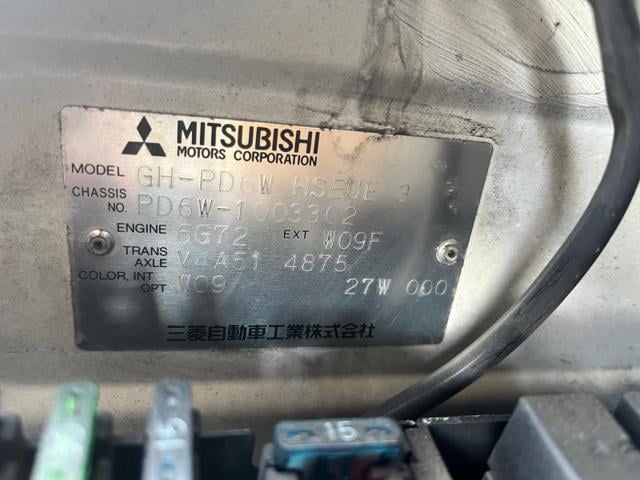 MITSUBISHI
MOTORS CORPORATION
MODEL GH-PD6W HSEUE 3
CHASSIS NO. PD6W-1003302
ENGINE 6G72 EXT W09F
TRANS AXLE V4A51 4875
COLOR, INT OPT W09 27W 000
三菱自動車工業株式会社
15